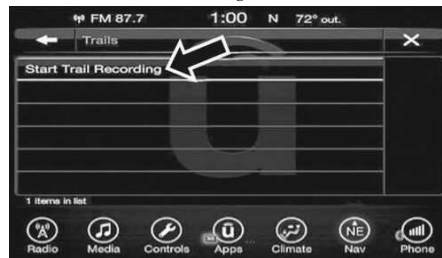 FM 87.7 1:00 N 72° out.
Trails
Start Trail Recording
1 items in list
Radio Media Controls Apps Climate Nav Phone